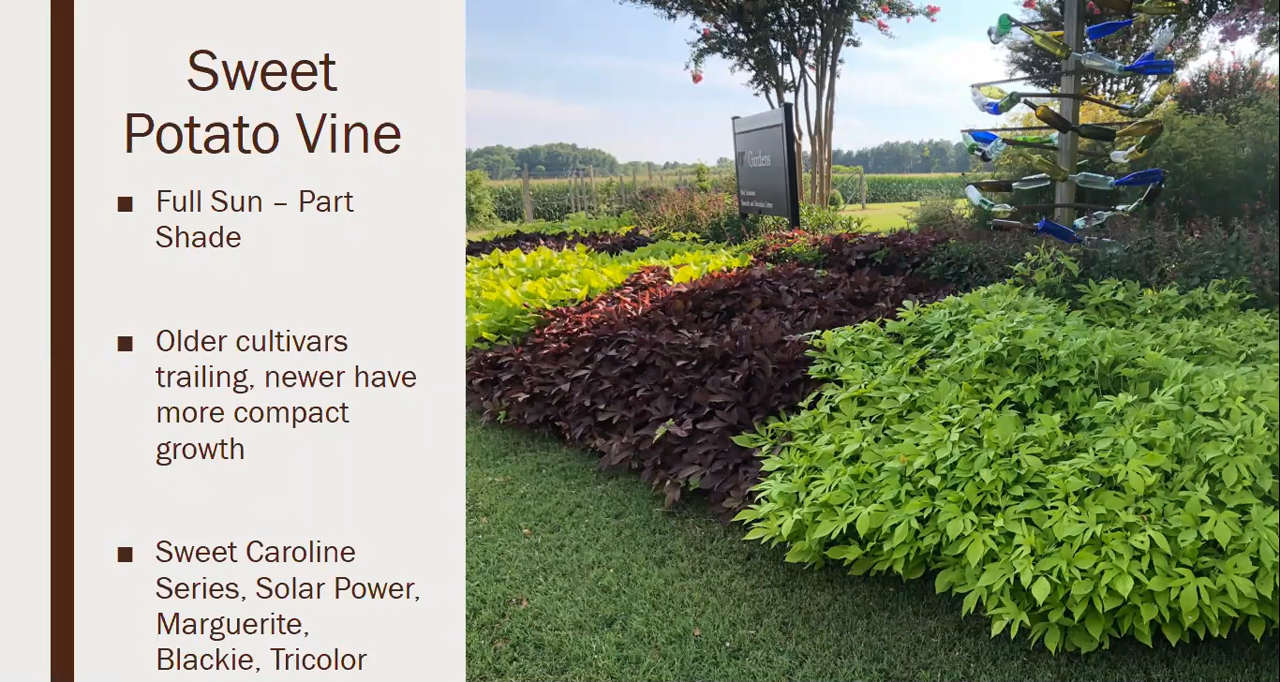 Sweet
Potato Vine
■ Full Sun – Part
Shade
■ Older cultivars
trailing, newer have
more compact
growth
■ Sweet Caroline
Series, Solar Power,
Marguerite,
Blackie, Tricolor
Gardens